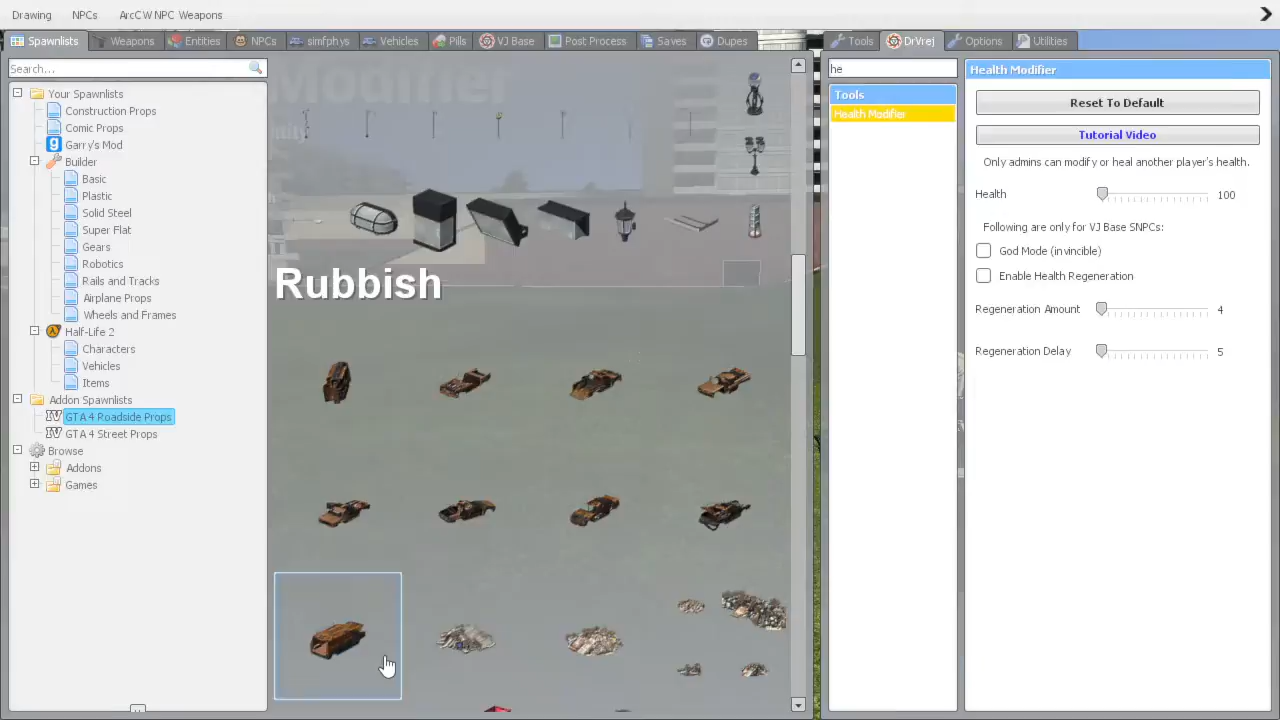 Drawing NPCs ArcCW NPC Weapons
Spawnlists Weapons Entities NPCs simfphys Vehicles Pills VJ Base Post Process Saves Dupes
Tools DrVrej Options Utilities
Search...
Your Spawnlists
Construction Props
Comic Props
Garry's Mod
Builder
Basic
Plastic
Solid Steel
Super Flat
Gears
Robotics
Rails and Tracks
Airplane Props
Wheels and Frames
Half-Life 2
Characters
Vehicles
Items
Addon Spawnlists
GTA 4 Roadside Props
GTA 4 Street Props
Browse
Addons
Games
Rubbish
he
Tools
Health Modifier
Health Modifier
Reset To Default
Tutorial Video
Only admins can modify or heal another player's health.
Health 100
Following are only for VJ Base SNPCs:
God Mode (invincible)
Enable Health Regeneration
Regeneration Amount 4
Regeneration Delay 5